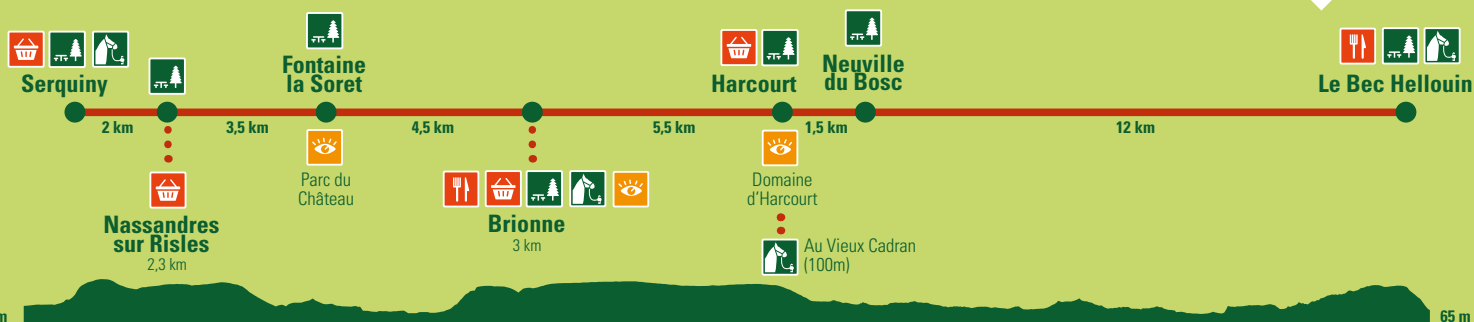 Serquiny
Fontaine
la Soret
Harcourt
Neuville
du Bosc
Le Bec Hellouin
2 km
3,5 km
4,5 km
5,5 km
1,5 km
12 km
Parc du
Château
Domaine
d'Harcourt
Nassandres
sur Risles
2,3 km
Brionne
3 km
Au Vieux Cadran
(100m)
m
65 m